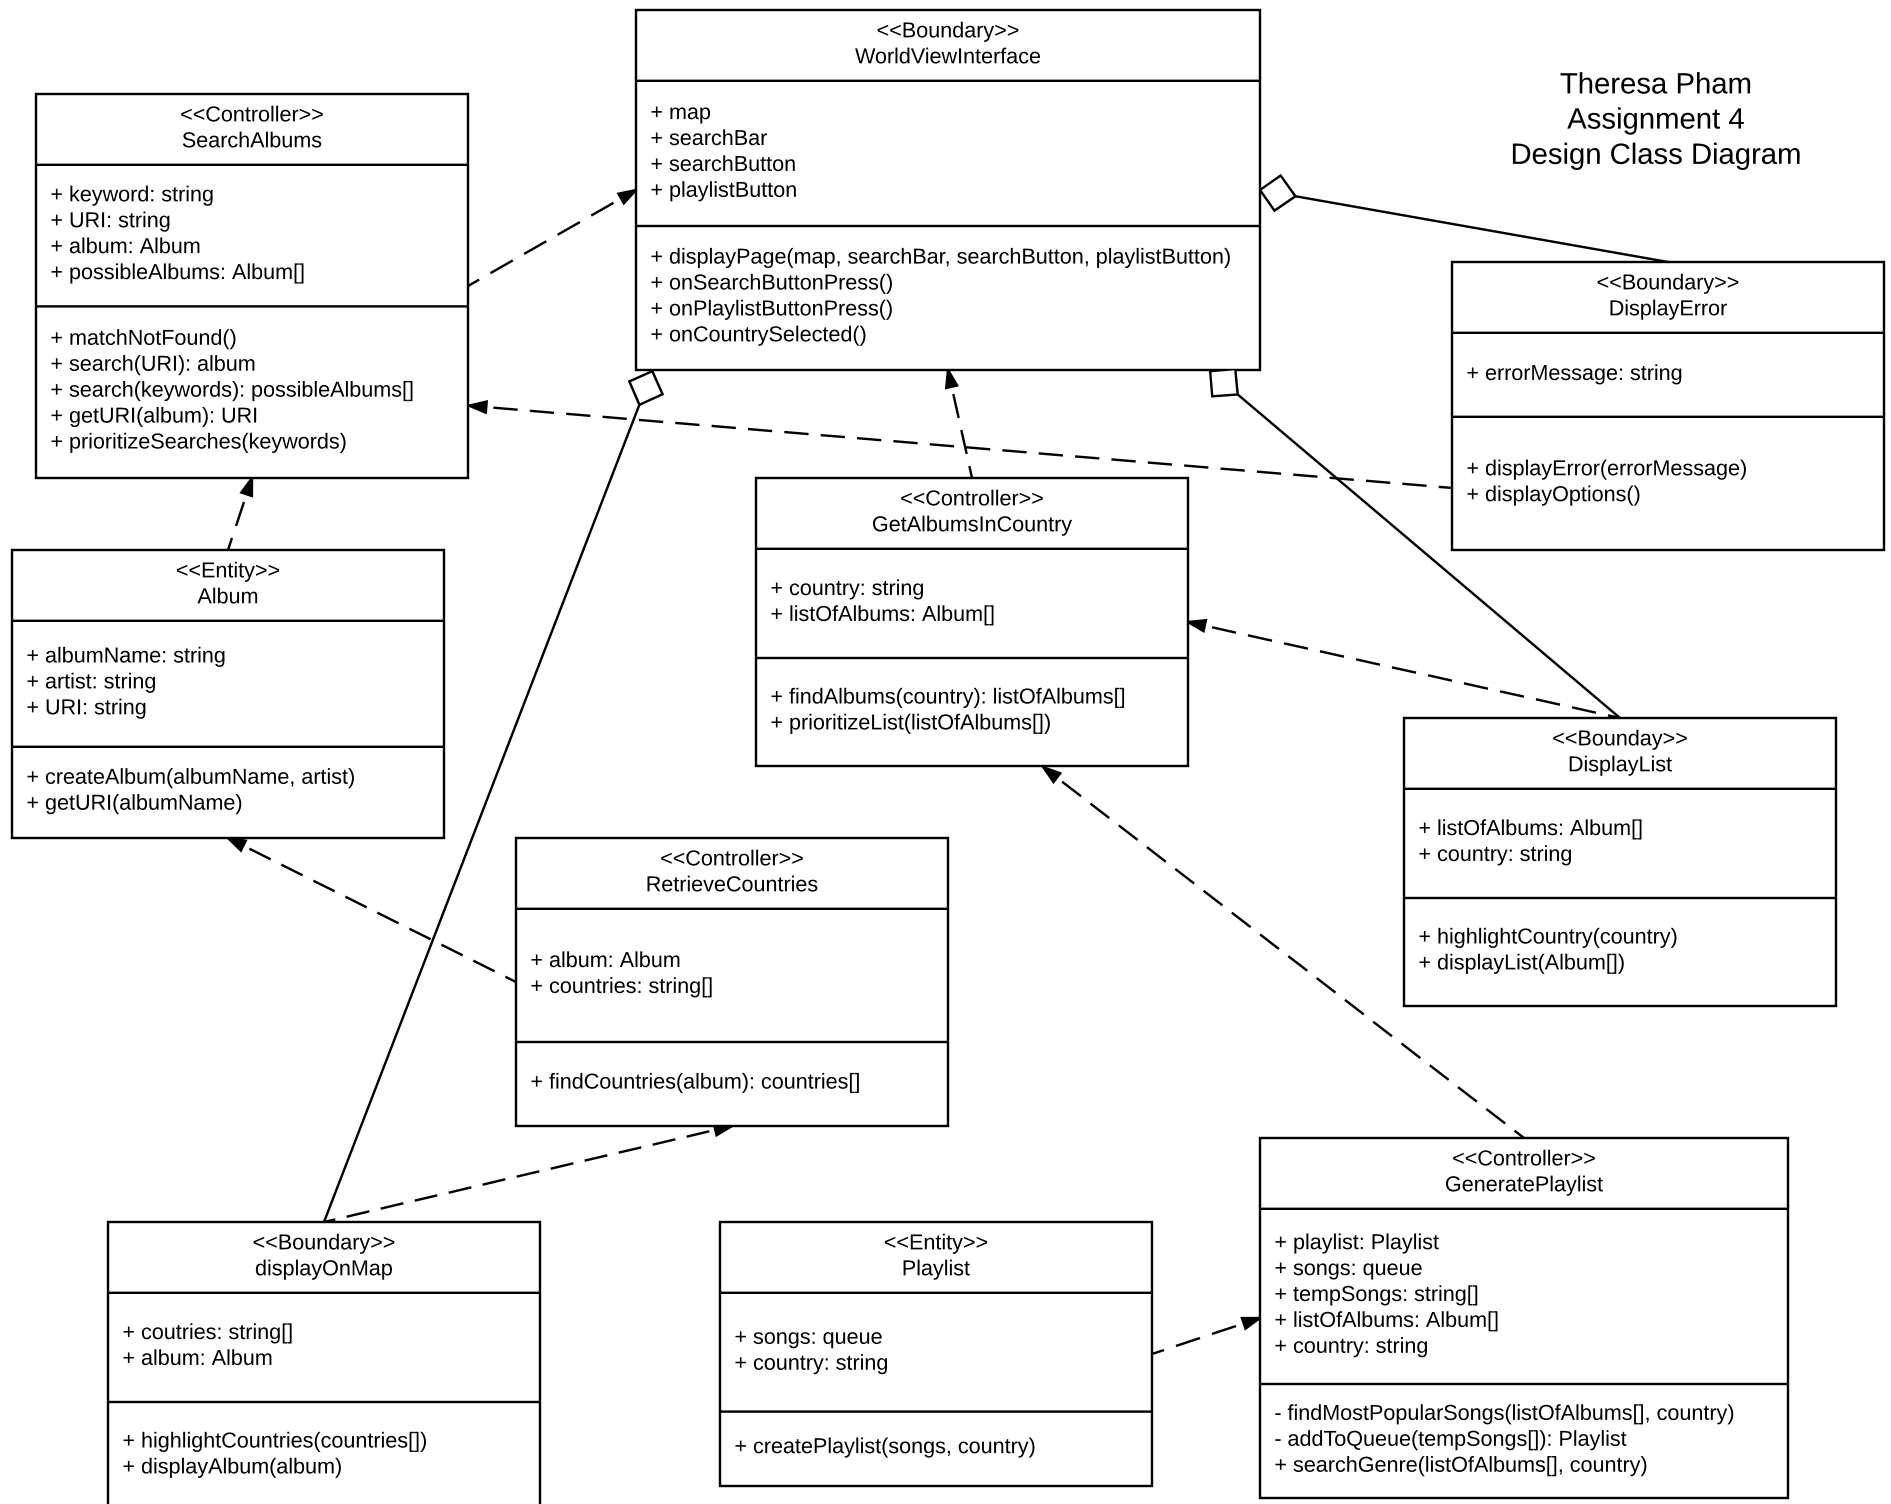 <<Boundary>>
WorldViewInterface
+ map
+ searchBar
+ searchButton
+ playlistButton
+ displayPage(map, searchBar, searchButton, playlistButton)
+ onSearchButtonPress()
+ onPlaylistButtonPress()
+ onCountrySelected()
Theresa Pham
Assignment 4
Design Class Diagram
<<Controller>>
SearchAlbums
+ keyword: string
+ URI: string
+ album: Album
+ possibleAlbums: Album[]
+ matchNotFound()
+ search(URI): album
+ search(keywords): possibleAlbums[]
+ getURI(album): URI
+ prioritizeSearches(keywords)
<<Boundary>>
DisplayError
+ errorMessage: string
+ displayError(errorMessage)
+ displayOptions()
<<Controller>>
GetAlbumsInCountry
+ country: string
+ listOfAlbums: Album[]
+ findAlbums(country): listOfAlbums[]
+ prioritizeList(listOfAlbums[])
<<Entity>>
Album
+ albumName: string
+ artist: string
+ URI: string
+ createAlbum(albumName, artist)
+ getURI(albumName)
<<Bounday>>
DisplayList
+ listOfAlbums: Album[]
+ country: string
+ highlightCountry(country)
+ displayList(Album[])
<<Controller>>
RetrieveCountries
+ album: Album
+ countries: string[]
+ findCountries(album): countries[]
<<Controller>>
GeneratePlaylist
+ playlist: Playlist
+ songs: queue
+ tempSongs: string[]
+ listOfAlbums: Album[]
+ country: string
- findMostPopularSongs(listOfAlbums[], country)
- addToQueue(tempSongs[]): Playlist
+ searchGenre(listOfAlbums[], country)
<<Boundary>>
displayOnMap
+ coutries: string[]
+ album: Album
+ highlightCountries(countries[])
+ displayAlbum(album)
<<Entity>>
Playlist
+ songs: queue
+ country: string
+ createPlaylist(songs, country)